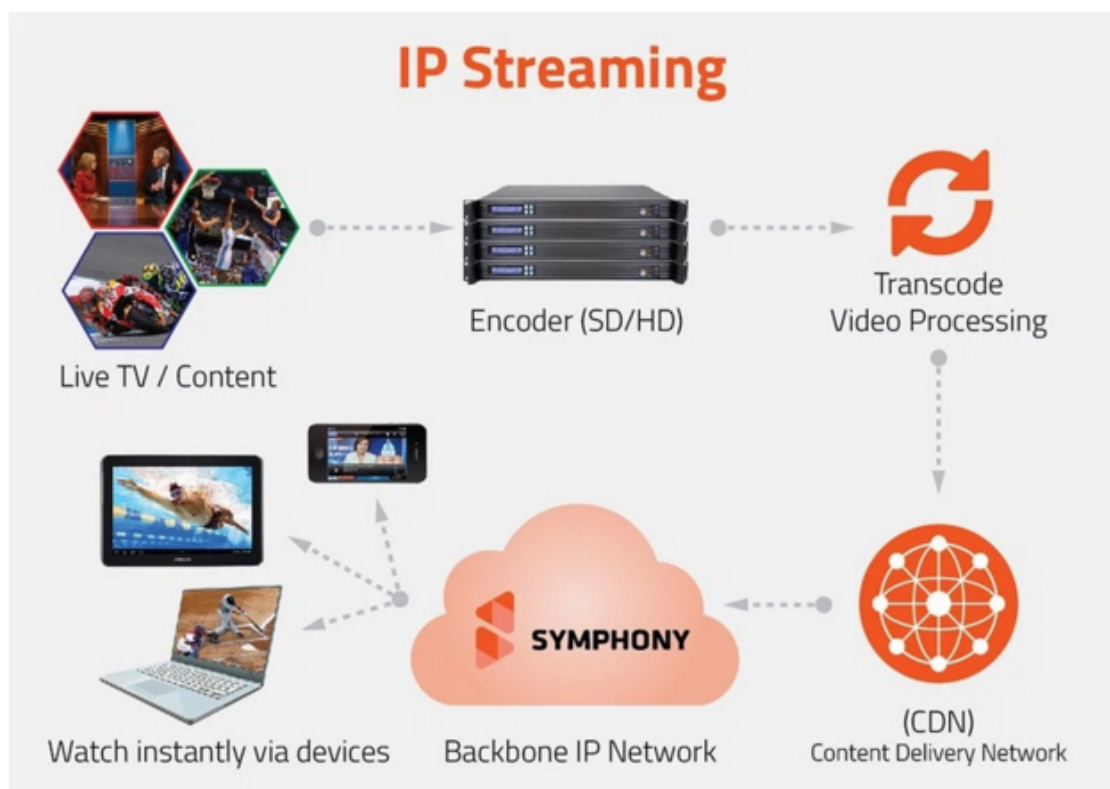 IP Streaming
Live TV / Content
Encoder (SD/HD)
Transcode
Video Processing
SYMPHONY
Watch instantly via devices
Backbone IP Network
(CDN)
Content Delivery Network